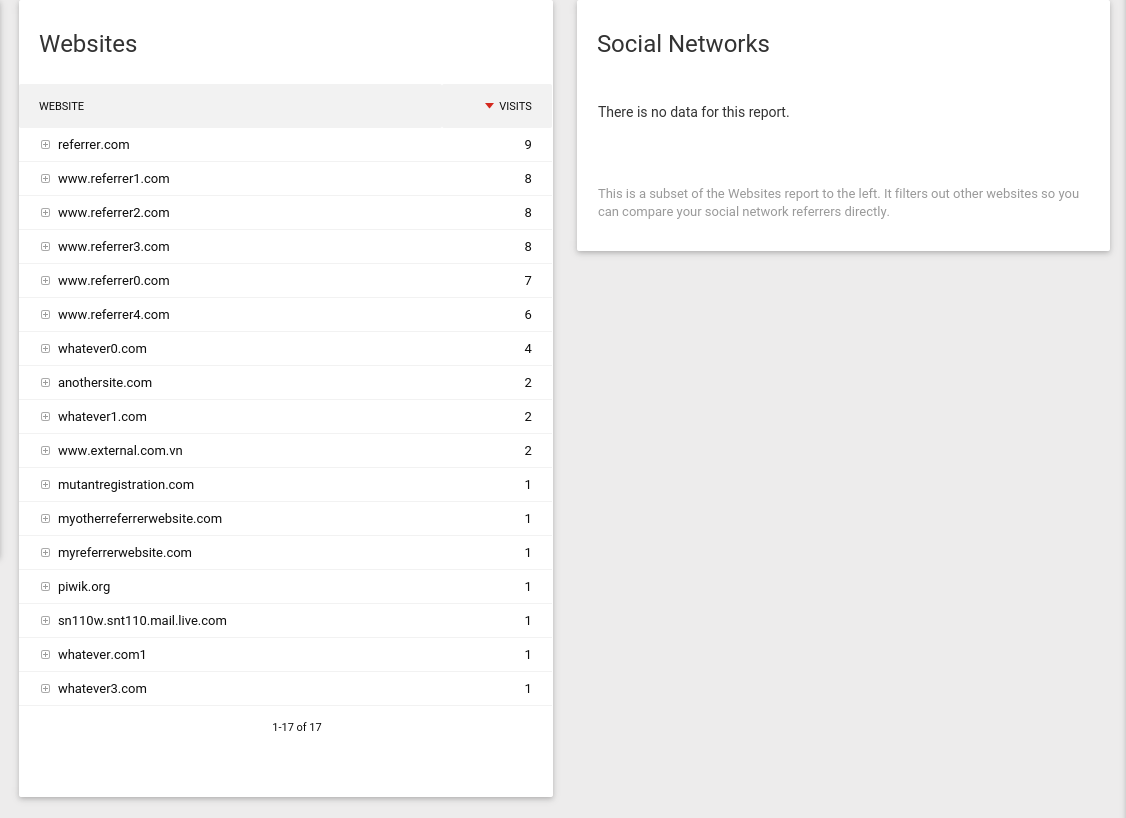 Websites
WEBSITE VISITS
referrer.com 9
www.referrer1.com 8
www.referrer2.com 8
www.referrer3.com 8
www.referrer0.com 7
www.referrer4.com 6
whatever0.com 4
anothersite.com 2
whatever1.com 2
www.external.com.vn 2
mutantregistration.com 1
myotherreferrerwebsite.com 1
myreferrerwebsite.com 1
piwik.org 1
sn110w.snt110.mail.live.com 1
whatever.com1 1
whatever3.com 1
1-17 of 17
Social Networks
There is no data for this report.
This is a subset of the Websites report to the left. It filters out other websites so you
can compare your social network referrers directly.